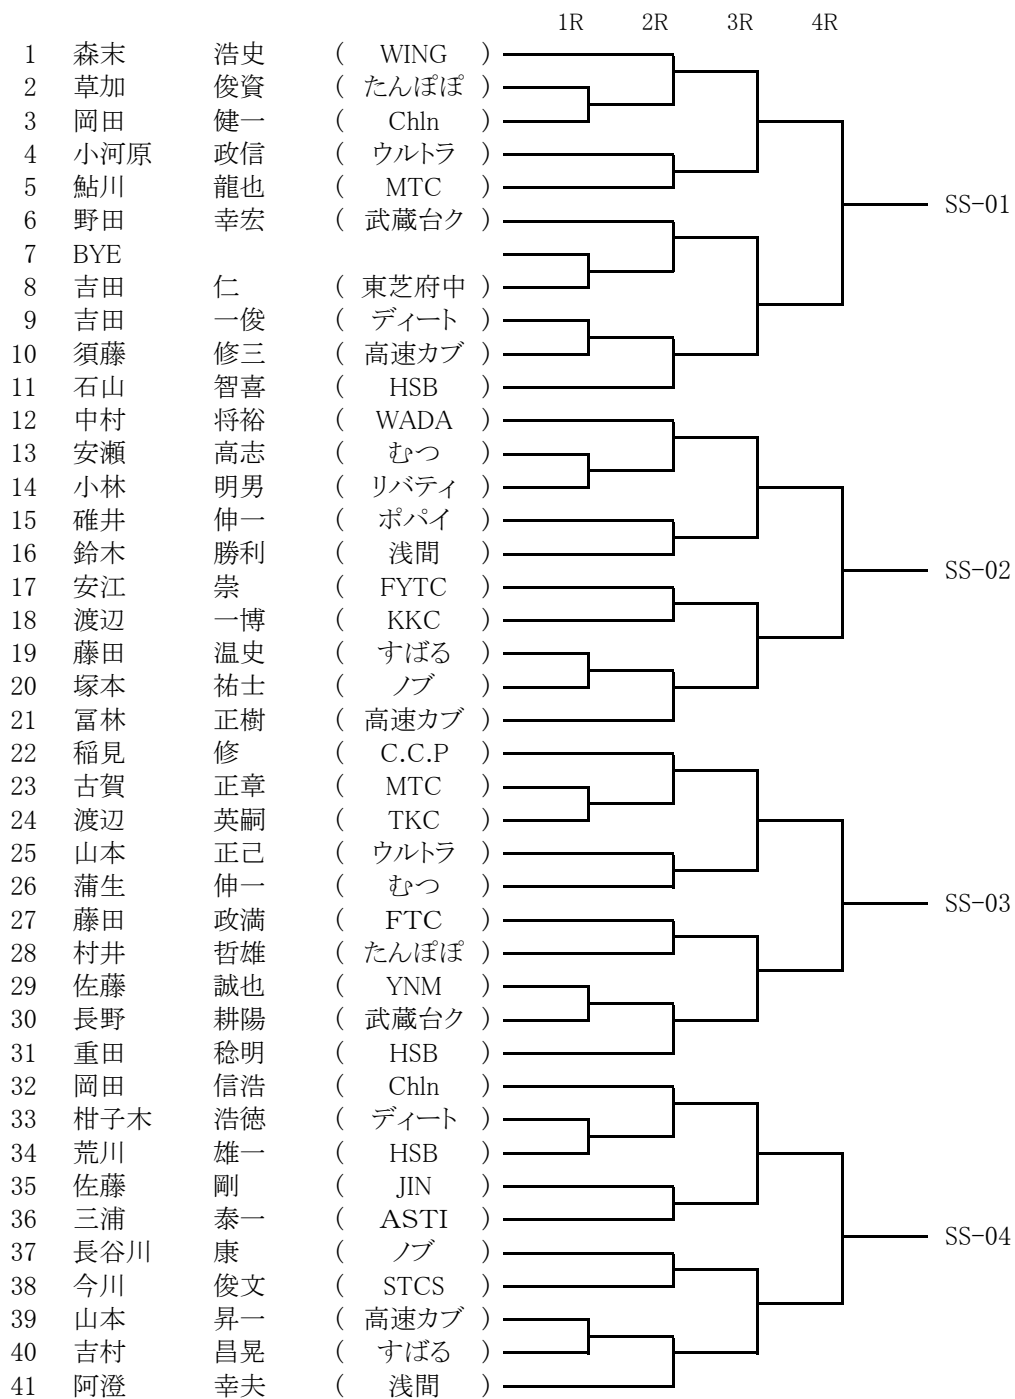 1R 2R 3R 4R
1 森末 浩史 ( WING )
2 草加 俊資 ( たんぽぽ )
3 岡田 健一 ( Chln )
4 小河原 政信 ( ウルトラ )
5 鮎川 龍也 ( MTC )
SS-01
6 野田 幸宏 ( 武蔵台ク )
7 BYE
8 吉田 仁 ( 東芝府中 )
9 吉田 一俊 ( ディート )
10 須藤 修三 ( 高速カブ )
11 石山 智喜 ( HSB )
12 中村 将裕 ( WADA )
13 安瀬 高志 ( むつ )
14 小林 明男 ( リバティ )
15 碓井 伸一 ( ポパイ )
16 鈴木 勝利 ( 浅間 )
SS-02
17 安江 崇 ( FYTC )
18 渡辺 一博 ( KKC )
19 藤田 温史 ( すばる )
20 塚本 祐士 ( ノブ )
21 冨林 正樹 ( 高速カブ )
22 稲見 修 ( C.C.P )
23 古賀 正章 ( MTC )
24 渡辺 英嗣 ( TKC )
25 山本 正己 ( ウルトラ )
26 蒲生 伸一 ( むつ )
SS-03
27 藤田 政満 ( FTC )
28 村井 哲雄 ( たんぽぽ )
29 佐藤 誠也 ( YNM )
30 長野 耕陽 ( 武蔵台ク )
31 重田 稔明 ( HSB )
32 岡田 信浩 ( Chln )
33 柑子木 浩徳 ( ディート )
34 荒川 雄一 ( HSB )
35 佐藤 剛 ( JIN )
36 三浦 泰一 ( ASTI )
SS-04
37 長谷川 康 ( ノブ )
38 今川 俊文 ( STCS )
39 山本 昇一 ( 高速カブ )
40 吉村 昌晃 ( すばる )
41 阿澄 幸夫 ( 浅間 )